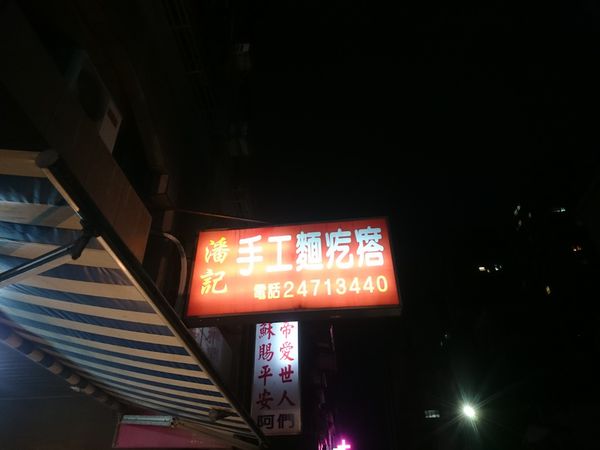 潘記
手工麵疙瘩
電話24713440
帝愛世人
穌賜平安
阿們